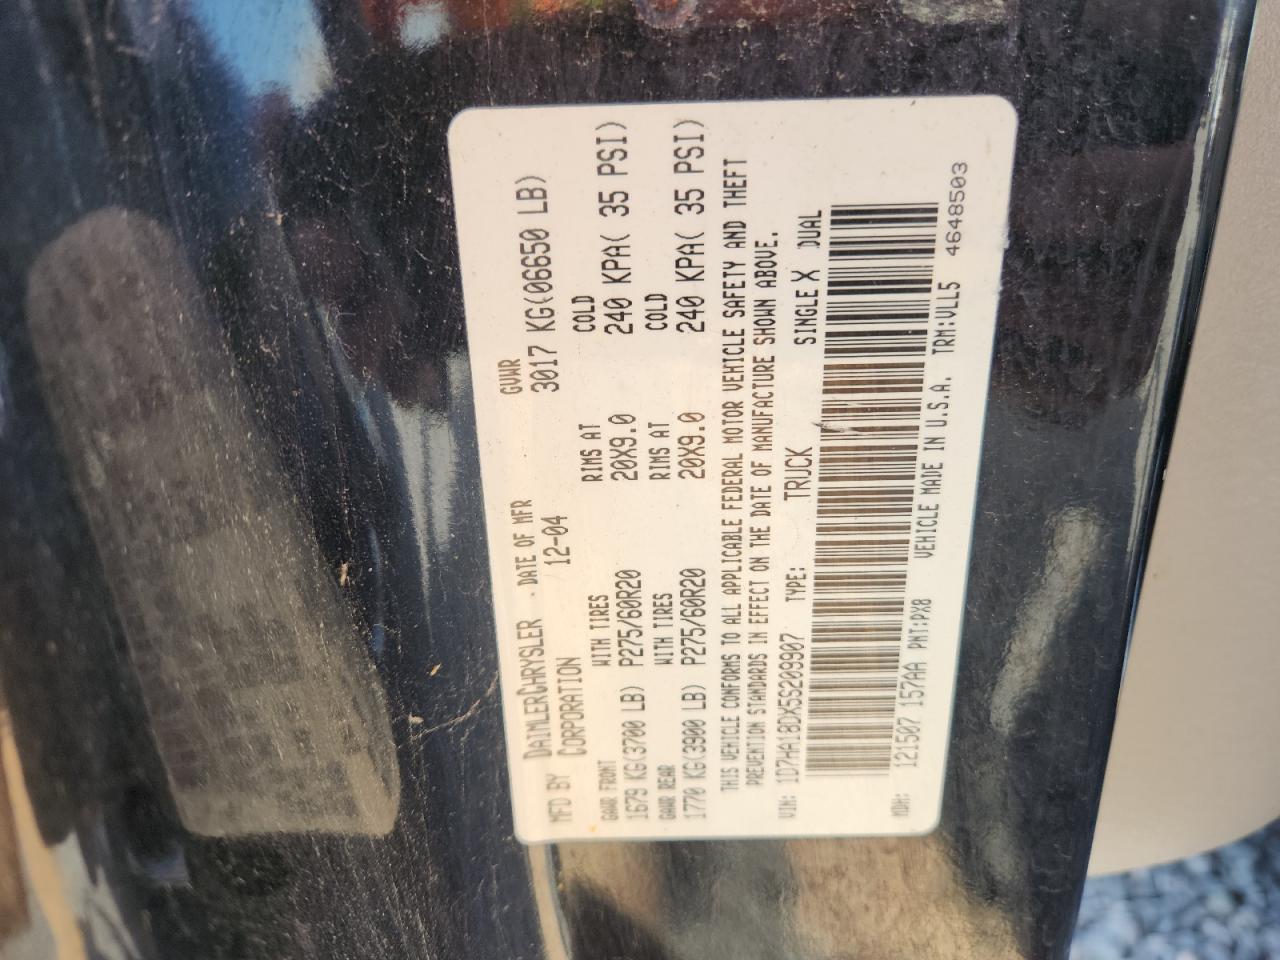 MFD BY DAIMLERCHRYSLER DATE OF MFR GVWR
CORPORATION 12-04 3017 KG(06650 LB)
GAWR FRONT WITH TIRES RIMS AT COLD
1679 KG(3700 LB) P275/60R20 20X9.0 240 KPA( 35 PSI)
GAWR REAR WITH TIRES RIMS AT COLD
1770 KG(3900 LB) P275/60R20 20X9.0 240 KPA( 35 PSI)
THIS VEHICLE CONFORMS TO ALL APPLICABLE FEDERAL MOTOR VEHICLE SAFETY AND THEFT
PREVENTION STANDARDS IN EFFECT ON THE DATE OF MANUFACTURE SHOWN ABOVE.
VIN: 1D7HA18DX5S209907 TYPE: TRUCK SINGLE X DUAL
MDH: 121507 157AA PNT:PX8 VEHICLE MADE IN U.S.A. TRM:VLL5 4648503